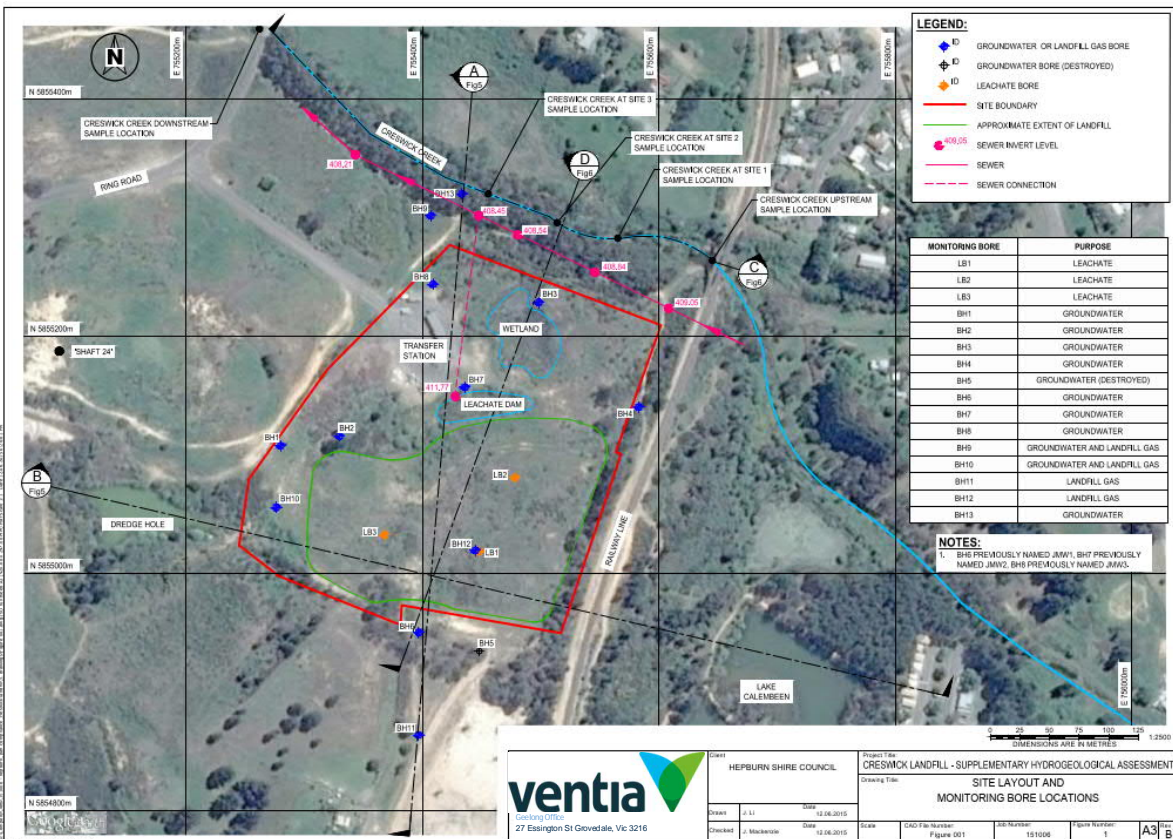 LEGEND:
ID GROUNDWATER OR LANDFILL GAS BORE
ID GROUNDWATER BORE (DESTROYED)
ID LEACHATE BORE
SITE BOUNDARY
APPROXIMATE EXTENT OF LANDFILL
409.05 SEWER INVERT LEVEL
SEWER
SEWER CONNECTION
MONITORING BORE PURPOSE
LB1 LEACHATE
LB2 LEACHATE
LB3 LEACHATE
BH1 GROUNDWATER
BH2 GROUNDWATER
BH3 GROUNDWATER
BH4 GROUNDWATER
BH5 GROUNDWATER (DESTROYED)
BH6 GROUNDWATER
BH7 GROUNDWATER
BH8 GROUNDWATER
BH9 GROUNDWATER AND LANDFILL GAS
BH10 GROUNDWATER AND LANDFILL GAS
BH11 LANDFILL GAS
BH12 LANDFILL GAS
BH13 GROUNDWATER
NOTES:
1. BH6 PREVIOUSLY NAMED JMW1, BH7 PREVIOUSLY
NAMED JMW2, BH8 PREVIOUSLY NAMED JMW3.
N
E 755200m
E 755400m
E 755600m
E 755800m
E 756000m
N 5855400m
N 5855200m
N 5855000m
N 5854800m
A
Fig5
D
Fig6
C
Fig6
B
Fig5
CRESWICK CREEK DOWNSTREAM
SAMPLE LOCATION
CRESWICK CREEK AT SITE 3
SAMPLE LOCATION
CRESWICK CREEK AT SITE 2
SAMPLE LOCATION
CRESWICK CREEK AT SITE 1
SAMPLE LOCATION
CRESWICK CREEK UPSTREAM
SAMPLE LOCATION
CRESWICK CREEK
RING ROAD
408.21
BH13
BH9
408.45
408.54
408.84
409.05
BH8
BH3
WETLAND
TRANSFER
STATION
"SHAFT 24"
BH7
411.77
LEACHATE DAM
BH4
BH1
BH2
LB2
BH10
DREDGE HOLE
LB3
BH12
LB1
RAILWAY LINE
BH6
BH5
LAKE
CALEMBEEN
BH11
Google
0 25 50 75 100 125
1:2500
DIMENSIONS ARE IN METRES
ventia
Geelong Office
27 Essington St Grovedale, Vic 3216
Client
HEPBURN SHIRE COUNCIL
Drawn J. Li Date 12.06.2015
Checked J. Mackenzie Date 12.06.2015
Project Title:
CRESWICK LANDFILL - SUPPLEMENTARY HYDROGEOLOGICAL ASSESSMENT
Drawing Title:
SITE LAYOUT AND
MONITORING BORE LOCATIONS
Scale
CAD File Number:
Figure 001
Job Number:
151006
Figure Number:
A3
Rev
B